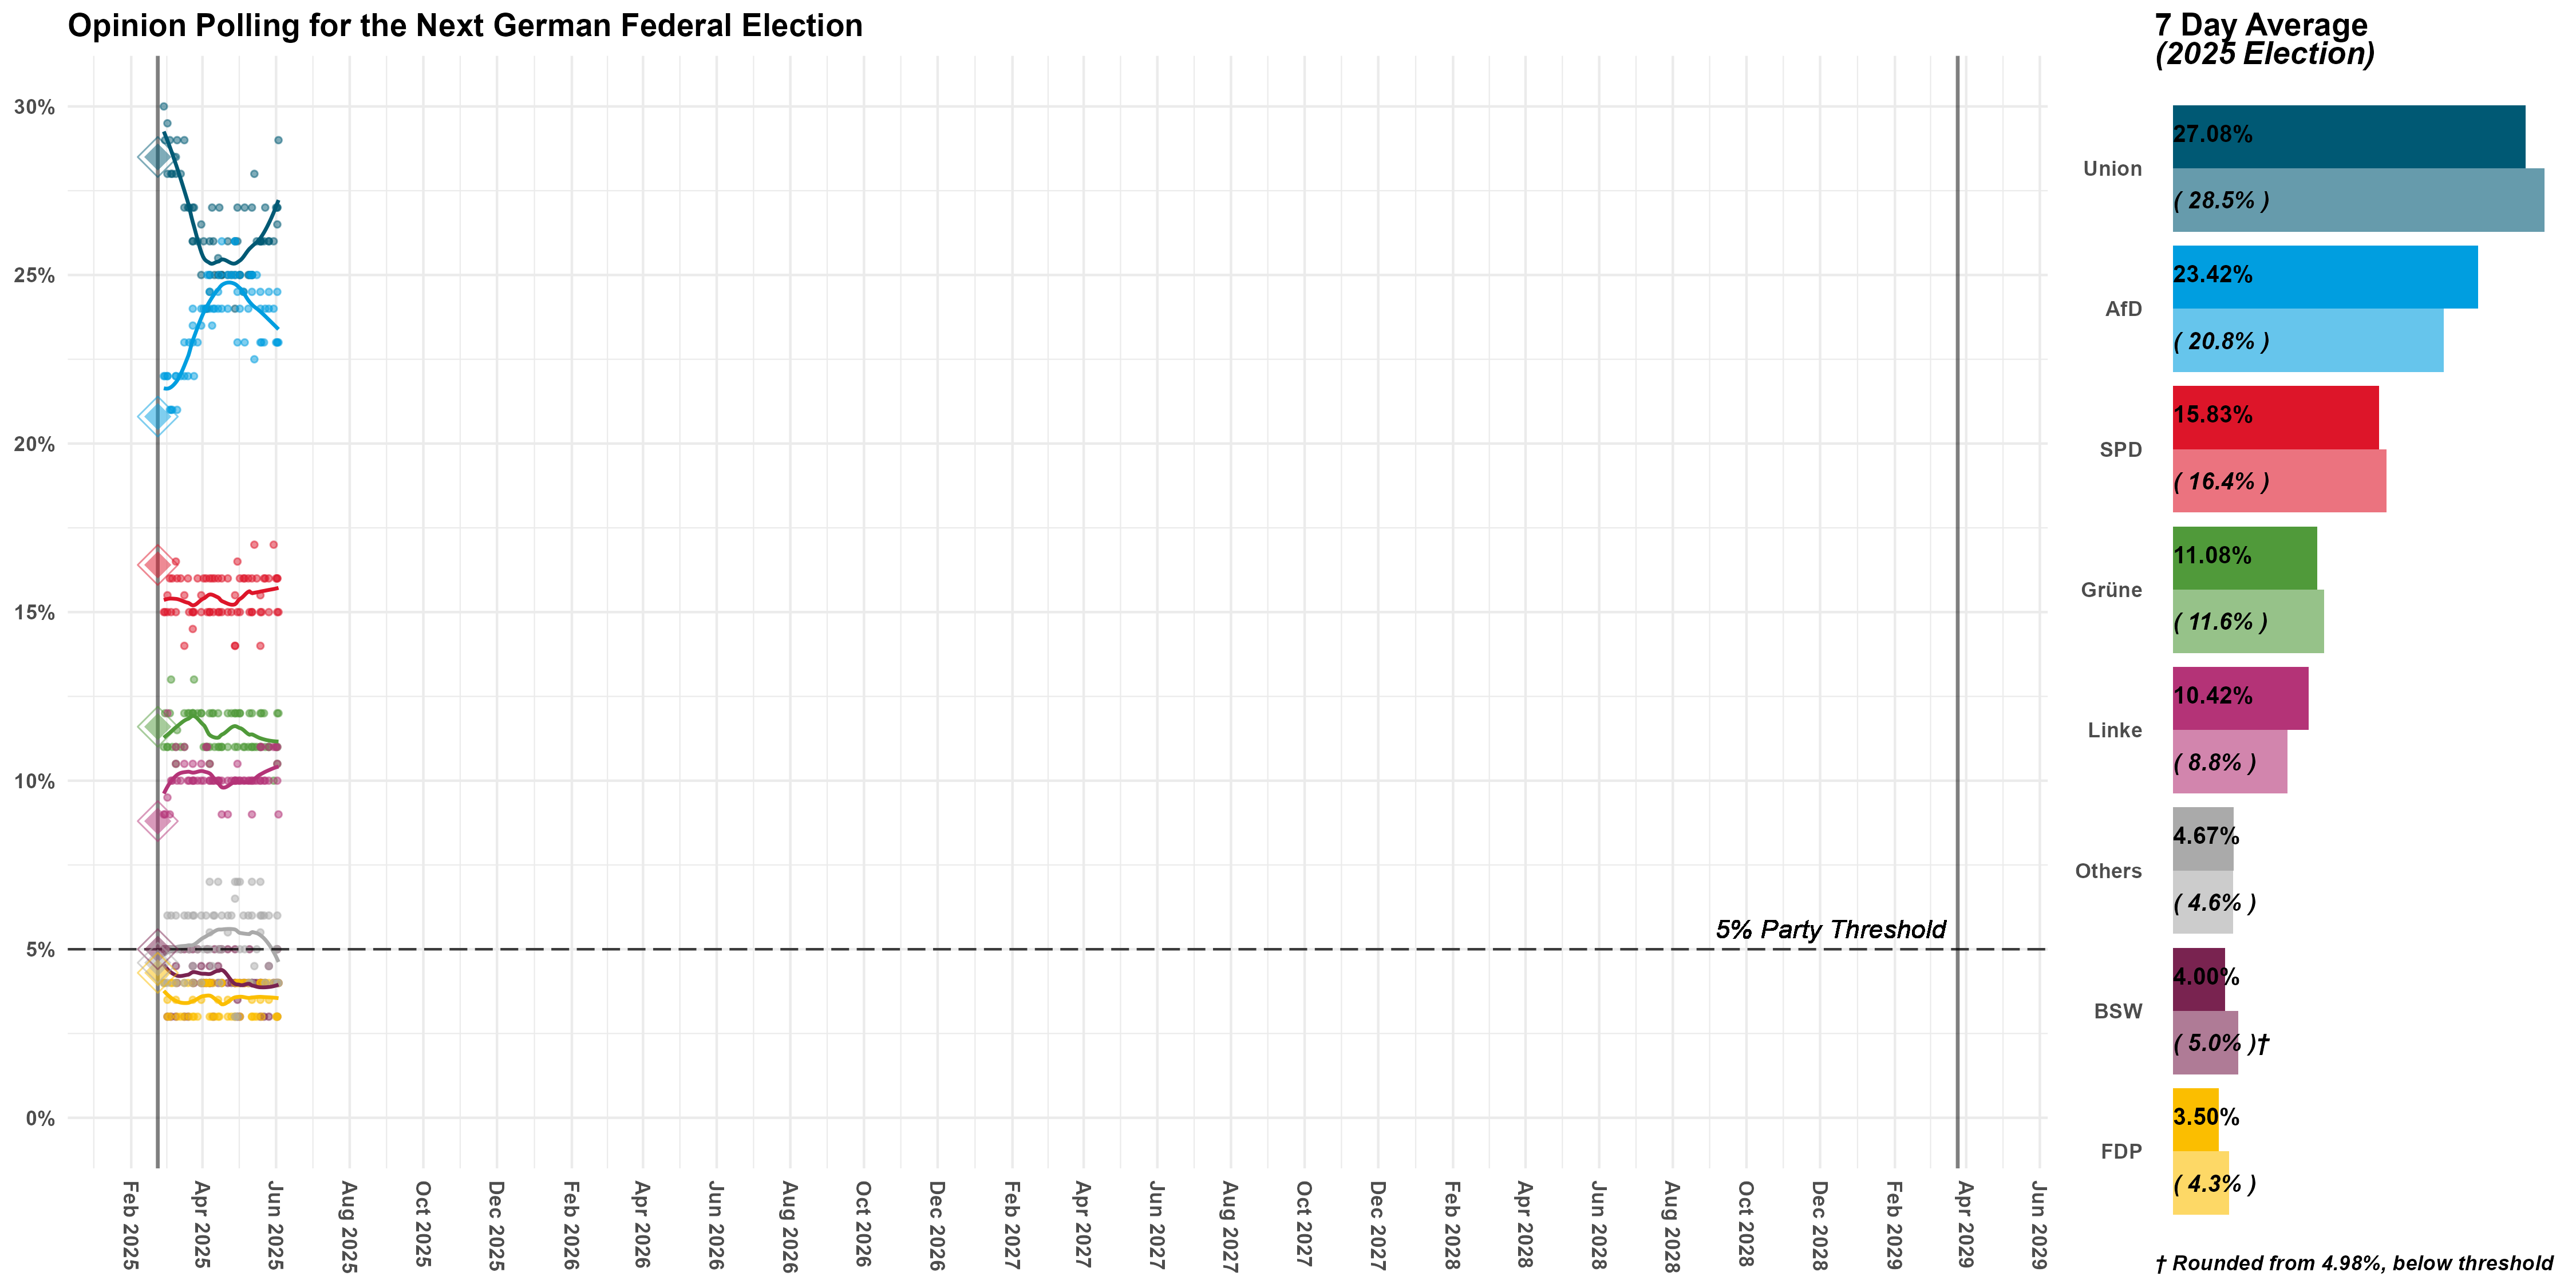 Opinion Polling for the Next German Federal Election
30%
25%
20%
15%
10%
5%
0%
5% Party Threshold
Feb 2025
Apr 2025
Jun 2025
Aug 2025
Oct 2025
Dec 2025
Feb 2026
Apr 2026
Jun 2026
Aug 2026
Oct 2026
Dec 2026
Feb 2027
Apr 2027
Jun 2027
Aug 2027
Oct 2027
Dec 2027
Feb 2028
Apr 2028
Jun 2028
Aug 2028
Oct 2028
Dec 2028
Feb 2029
Apr 2029
Jun 2029
7 Day Average
(2025 Election)
Union
27.08%
( 28.5% )
AfD
23.42%
( 20.8% )
SPD
15.83%
( 16.4% )
Grüne
11.08%
( 11.6% )
Linke
10.42%
( 8.8% )
Others
4.67%
( 4.6% )
BSW
4.00%
( 5.0% )†
FDP
3.50%
( 4.3% )
† Rounded from 4.98%, below threshold